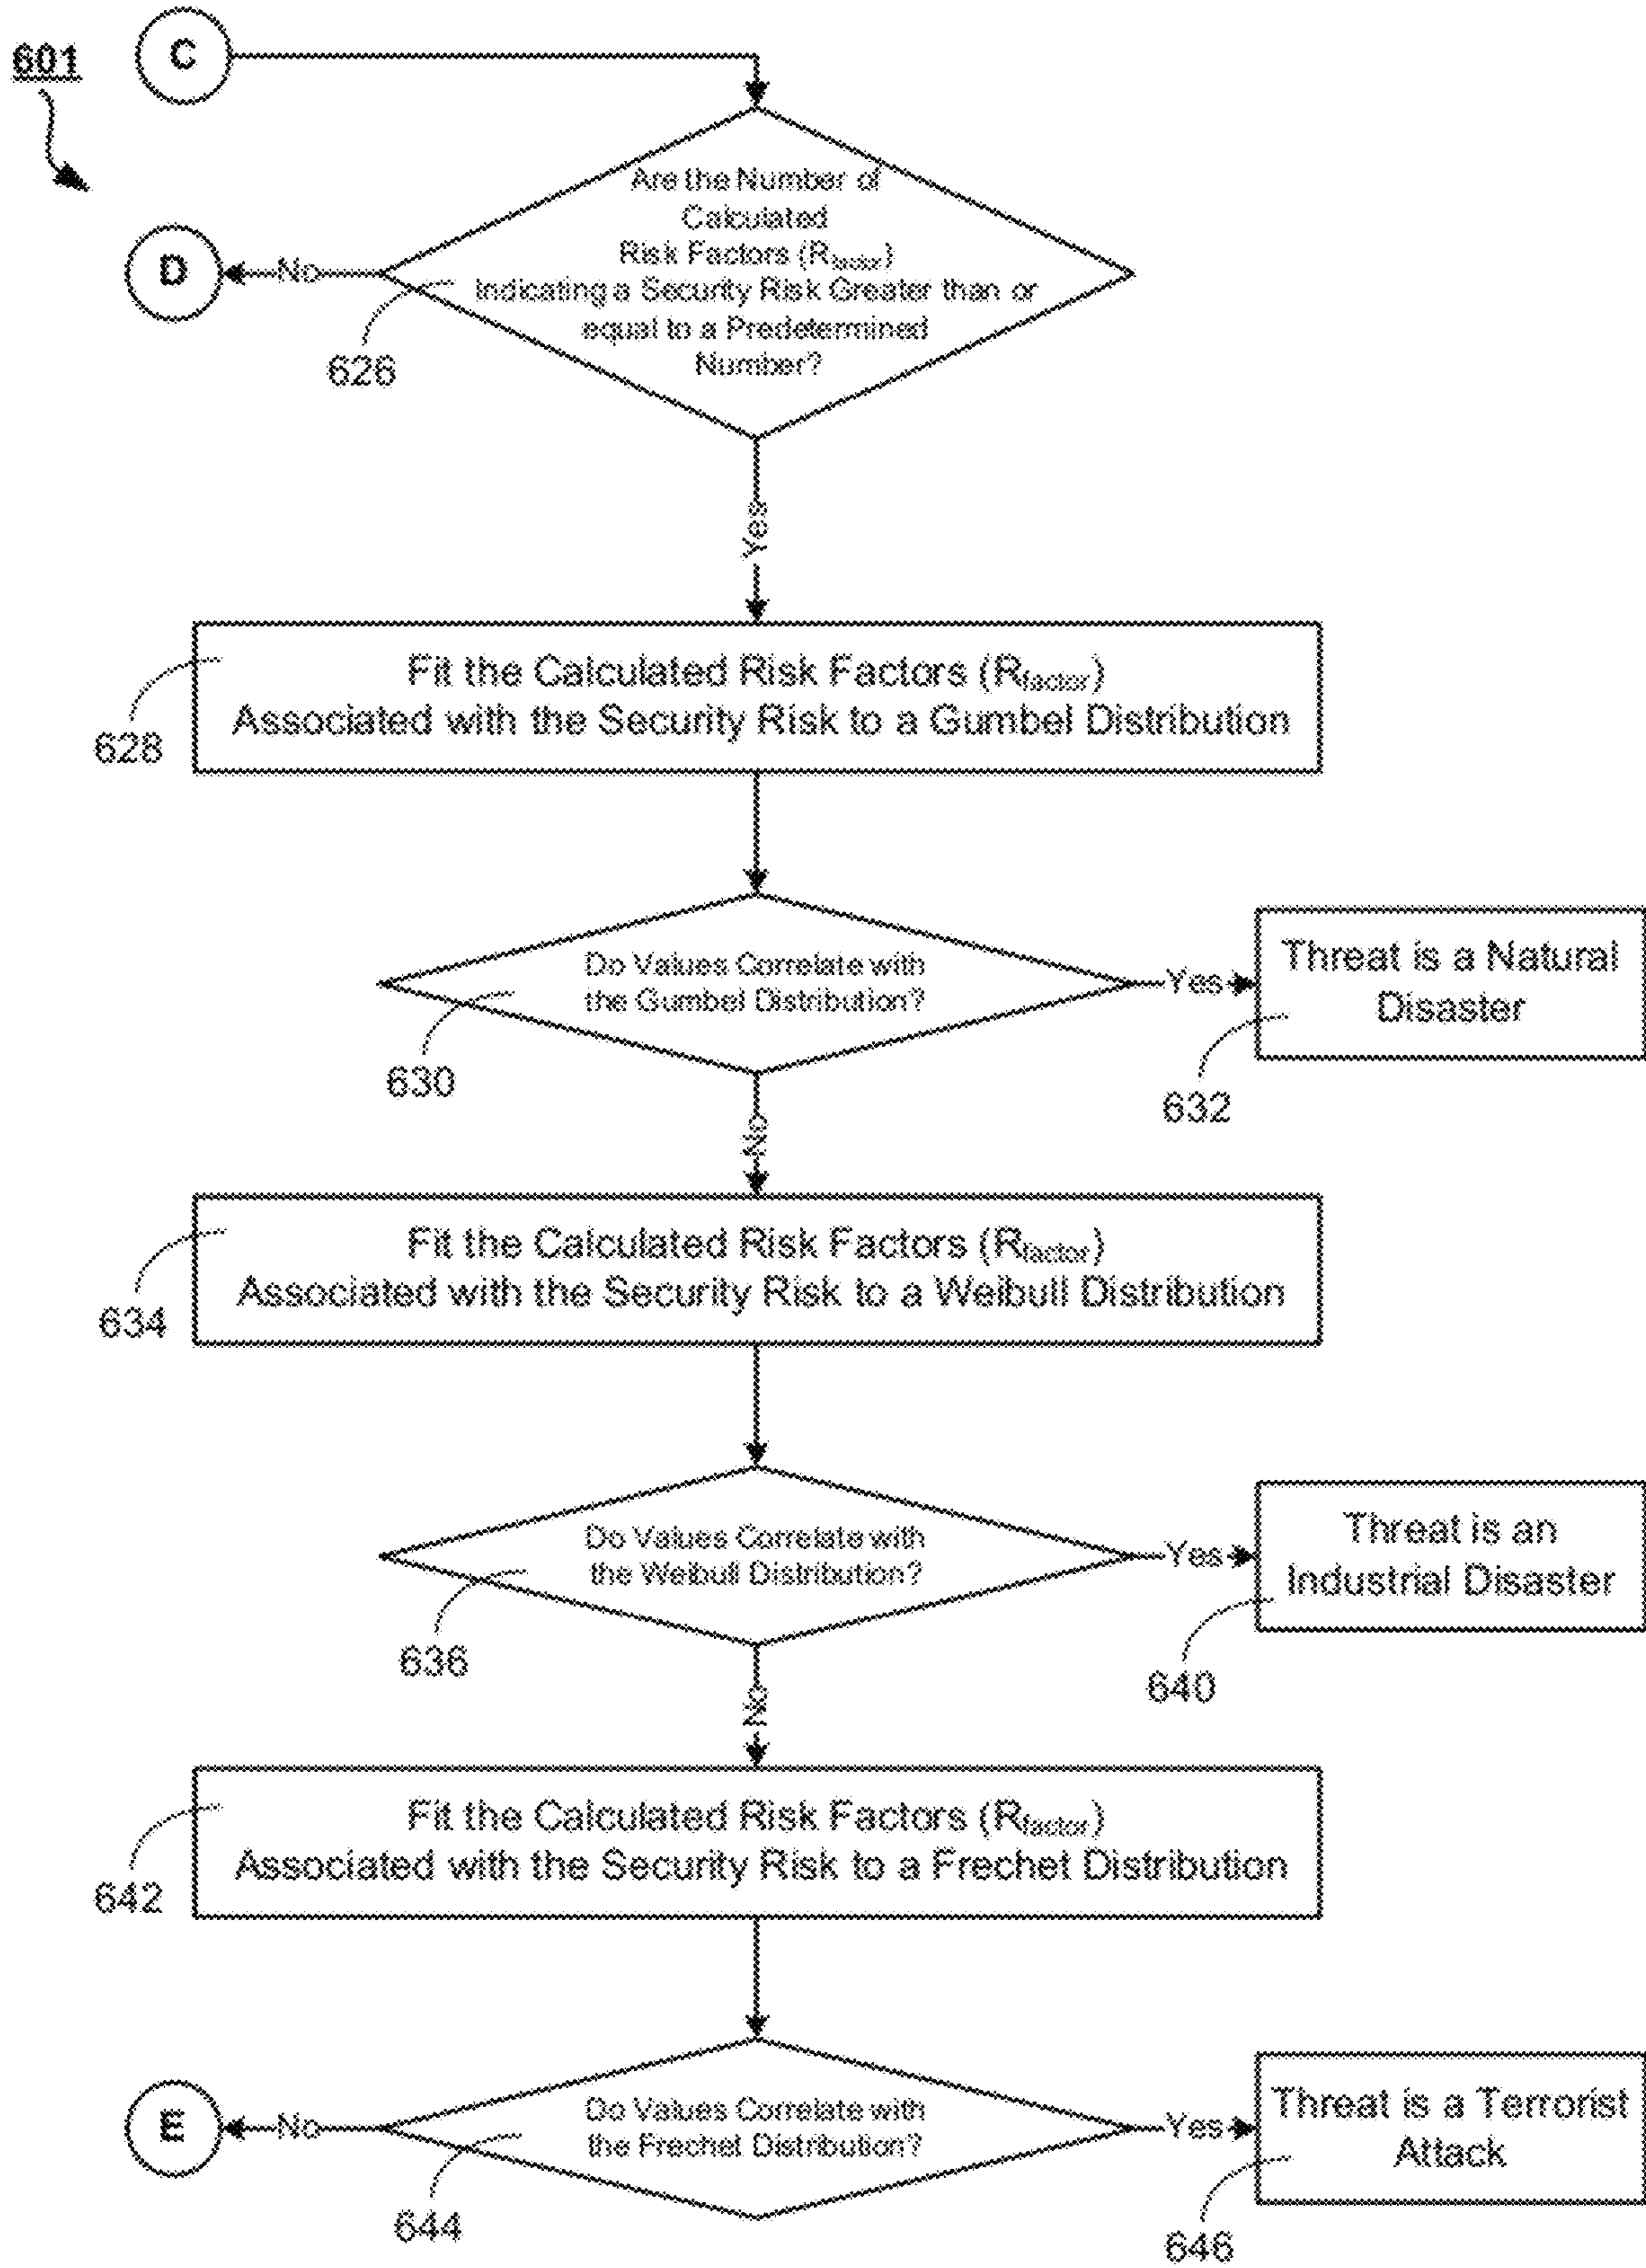 601
C
Are the Number of
Calculated
Risk Factors (Rfactor)
Indicating a Security Risk Greater than or
equal to a Predetermined
Number?
No
D
626
Yes
Fit the Calculated Risk Factors (Rfactor)
Associated with the Security Risk to a Gumbel Distribution
628
Do Values Correlate with
the Gumbel Distribution?
630
Yes
Threat is a Natural
Disaster
632
No
Fit the Calculated Risk Factors (Rfactor)
Associated with the Security Risk to a Weibull Distribution
634
Do Values Correlate with
the Weibull Distribution?
636
Yes
Threat is an
Industrial Disaster
640
No
Fit the Calculated Risk Factors (Rfactor)
Associated with the Security Risk to a Frechet Distribution
642
Do Values Correlate with
the Frechet Distribution?
644
No
E
Yes
Threat is a Terrorist
Attack
646